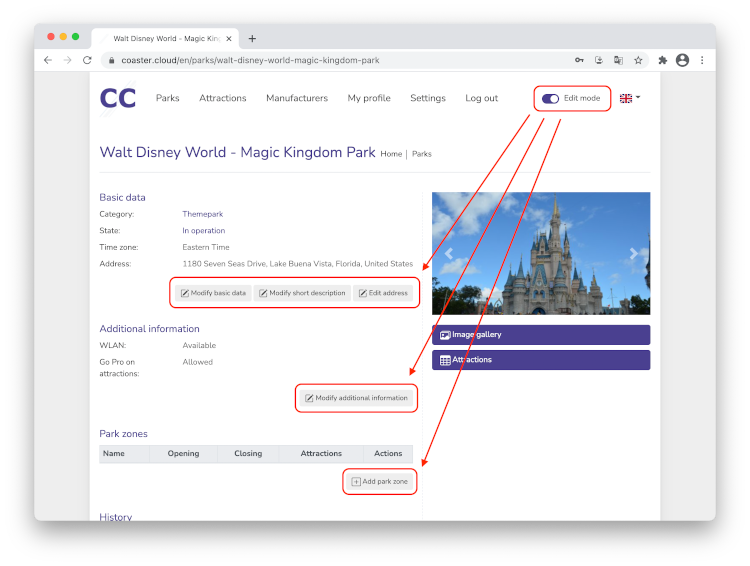 Walt Disney World - Magic Kin
coaster.cloud/en/parks/walt-disney-world-magic-kingdom-park
CC Parks Attractions Manufacturers My profile Settings Log out Edit mode
Walt Disney World - Magic Kingdom Park Home | Parks
Basic data
Category: Themepark
State: In operation
Time zone: Eastern Time
Address: 1180 Seven Seas Drive, Lake Buena Vista, Florida, United States
Modify basic data Modify short description Edit address
Image gallery
Attractions
Additional information
WLAN: Available
Go Pro on Allowed
attractions:
Modify additional information
Park zones
Name Opening Closing Attractions Actions
Add park zone
History